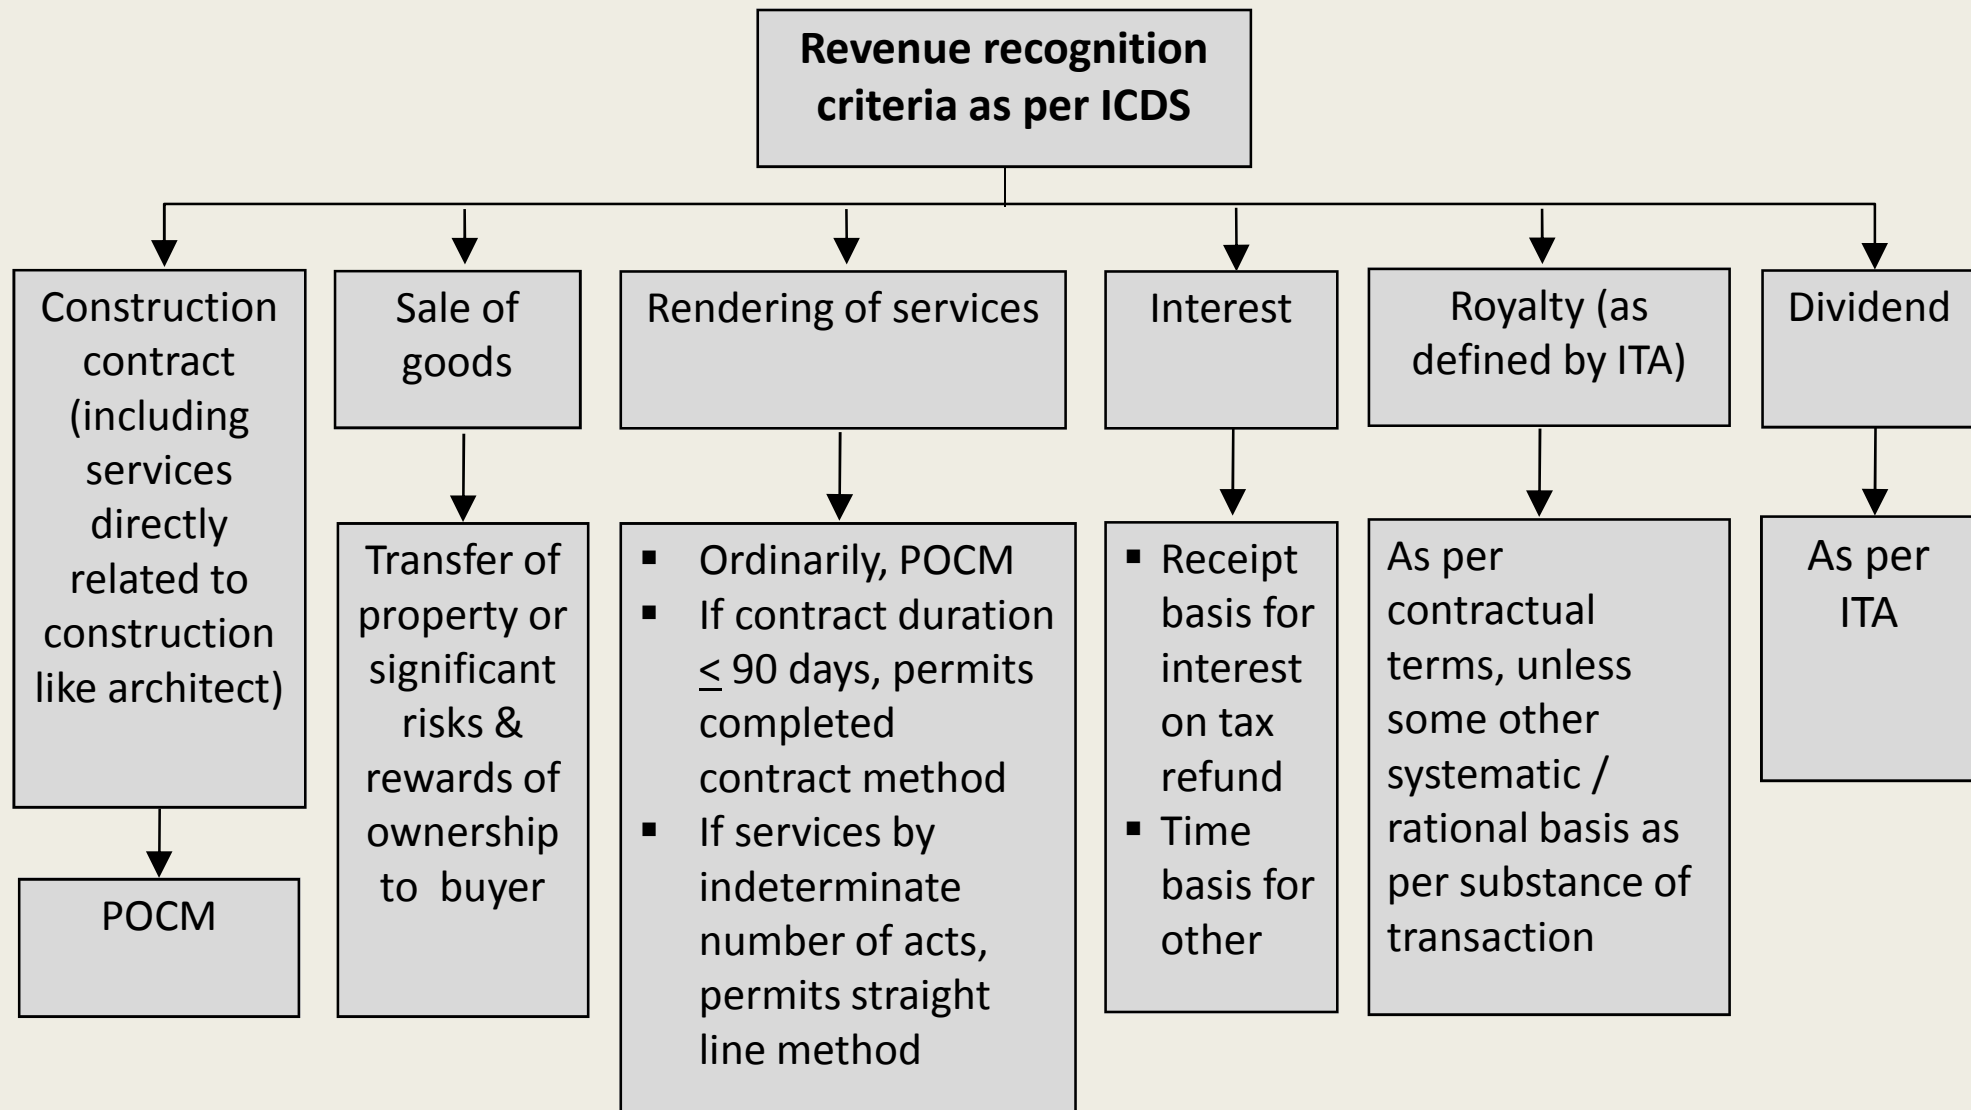 Revenue recognition
criteria as per ICDS
Construction
contract
(including
services
directly
related to
construction
like architect)
POCM
Sale of
goods
Transfer of
property or
significant
risks &
rewards of
ownership
to buyer
Rendering of services
▪ Ordinarily, POCM
▪ If contract duration
≤ 90 days, permits
completed
contract method
▪ If services by
indeterminate
number of acts,
permits straight
line method
Interest
▪ Receipt
basis for
interest
on tax
refund
▪ Time
basis for
other
Royalty (as
defined by ITA)
As per
contractual
terms, unless
some other
systematic /
rational basis as
per substance of
transaction
Dividend
As per
ITA